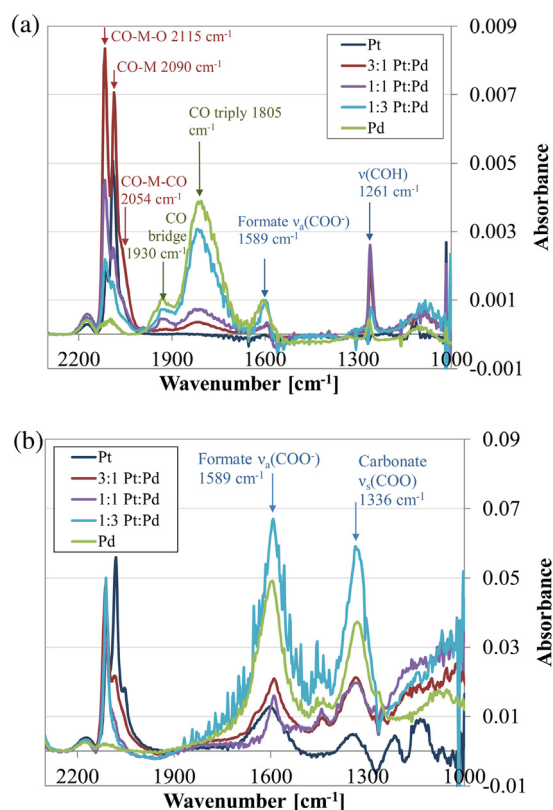 (a)
CO-M-O 2115 cm⁻¹
CO-M 2090 cm⁻¹
CO triply 1805
cm⁻¹
CO-M-CO
2054 cm⁻¹
CO
bridge
1930 cm⁻¹
Formate νₐ(COO⁻)
1589 cm⁻¹
ν(COH)
1261 cm⁻¹
Pt
3:1 Pt:Pd
1:1 Pt:Pd
1:3 Pt:Pd
Pd
0.009
0.007
0.005
0.003
0.001
-0.001
Absorbance
2200 1900 1600 1300 1000
Wavenumber [cm⁻¹]
(b)
Pt
3:1 Pt:Pd
1:1 Pt:Pd
1:3 Pt:Pd
Pd
Formate νₐ(COO⁻)
1589 cm⁻¹
Carbonate
νₛ(COO)
1336 cm⁻¹
0.09
0.07
0.05
0.03
0.01
-0.01
Absorbance
2200 1900 1600 1300 1000
Wavenumber [cm⁻¹]